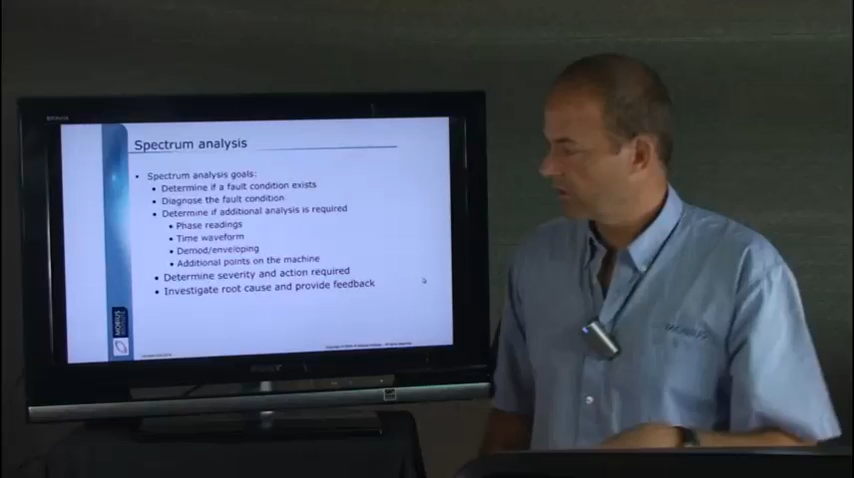 Spectrum analysis
• Spectrum analysis goals:
• Determine if a fault condition exists
• Diagnose the fault condition
• Determine if additional analysis is required
• Phase readings
• Time waveform
• Demod/enveloping
• Additional points on the machine
• Determine severity and action required
• Investigate root cause and provide feedback
MOBIUS
MOBIUS